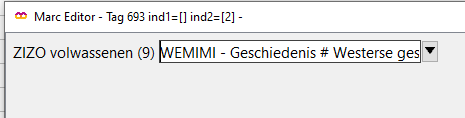 Marc Editor - Tag 693 ind1=[] ind2=[2] -
ZIZO volwassenen (9) WEMIMI - Geschiedenis # Westerse ges